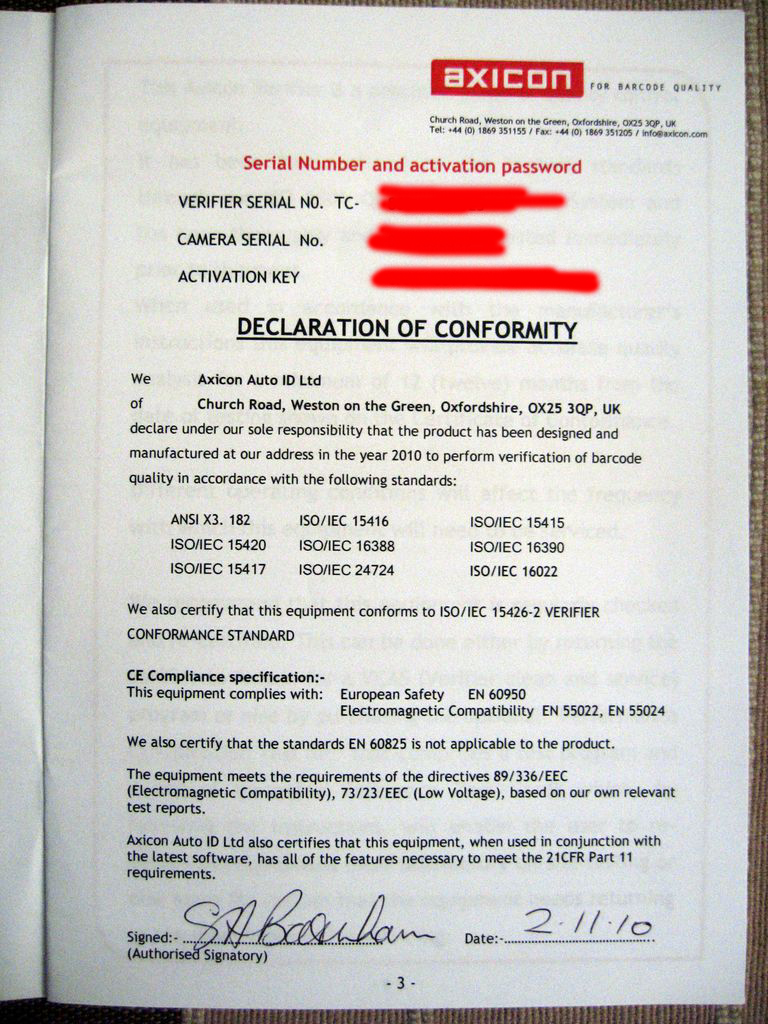 axicon FOR BARCODE QUALITY
Church Road, Weston on the Green, Oxfordshire, OX25 3QP, UK
Tel: +44 (0) 1869 351155 / Fax: +44 (0) 1869 351205 / info@axicon.com
Serial Number and activation password
VERIFIER SERIAL NO. TC-
CAMERA SERIAL No.
ACTIVATION KEY
DECLARATION OF CONFORMITY
We Axicon Auto ID Ltd
of Church Road, Weston on the Green, Oxfordshire, OX25 3QP, UK
declare under our sole responsibility that the product has been designed and
manufactured at our address in the year 2010 to perform verification of barcode
quality in accordance with the following standards:
ANSI X3. 182 ISO/IEC 15416 ISO/IEC 15415
ISO/IEC 15420 ISO/IEC 16388 ISO/IEC 16390
ISO/IEC 15417 ISO/IEC 24724 ISO/IEC 16022
We also certify that this equipment conforms to ISO/IEC 15426-2 VERIFIER
CONFORMANCE STANDARD
CE Compliance specification:-
This equipment complies with: European Safety EN 60950
Electromagnetic Compatibility EN 55022, EN 55024
We also certify that the standards EN 60825 is not applicable to the product.
The equipment meets the requirements of the directives 89/336/EEC
(Electromagnetic Compatibility), 73/23/EEC (Low Voltage), based on our own relevant
test reports.
Axicon Auto ID Ltd also certifies that this equipment, when used in conjunction with
the latest software, has all of the features necessary to meet the 21CFR Part 11
requirements.
Signed:- Date:- 2.11.10
(Authorised Signatory)
- 3 -